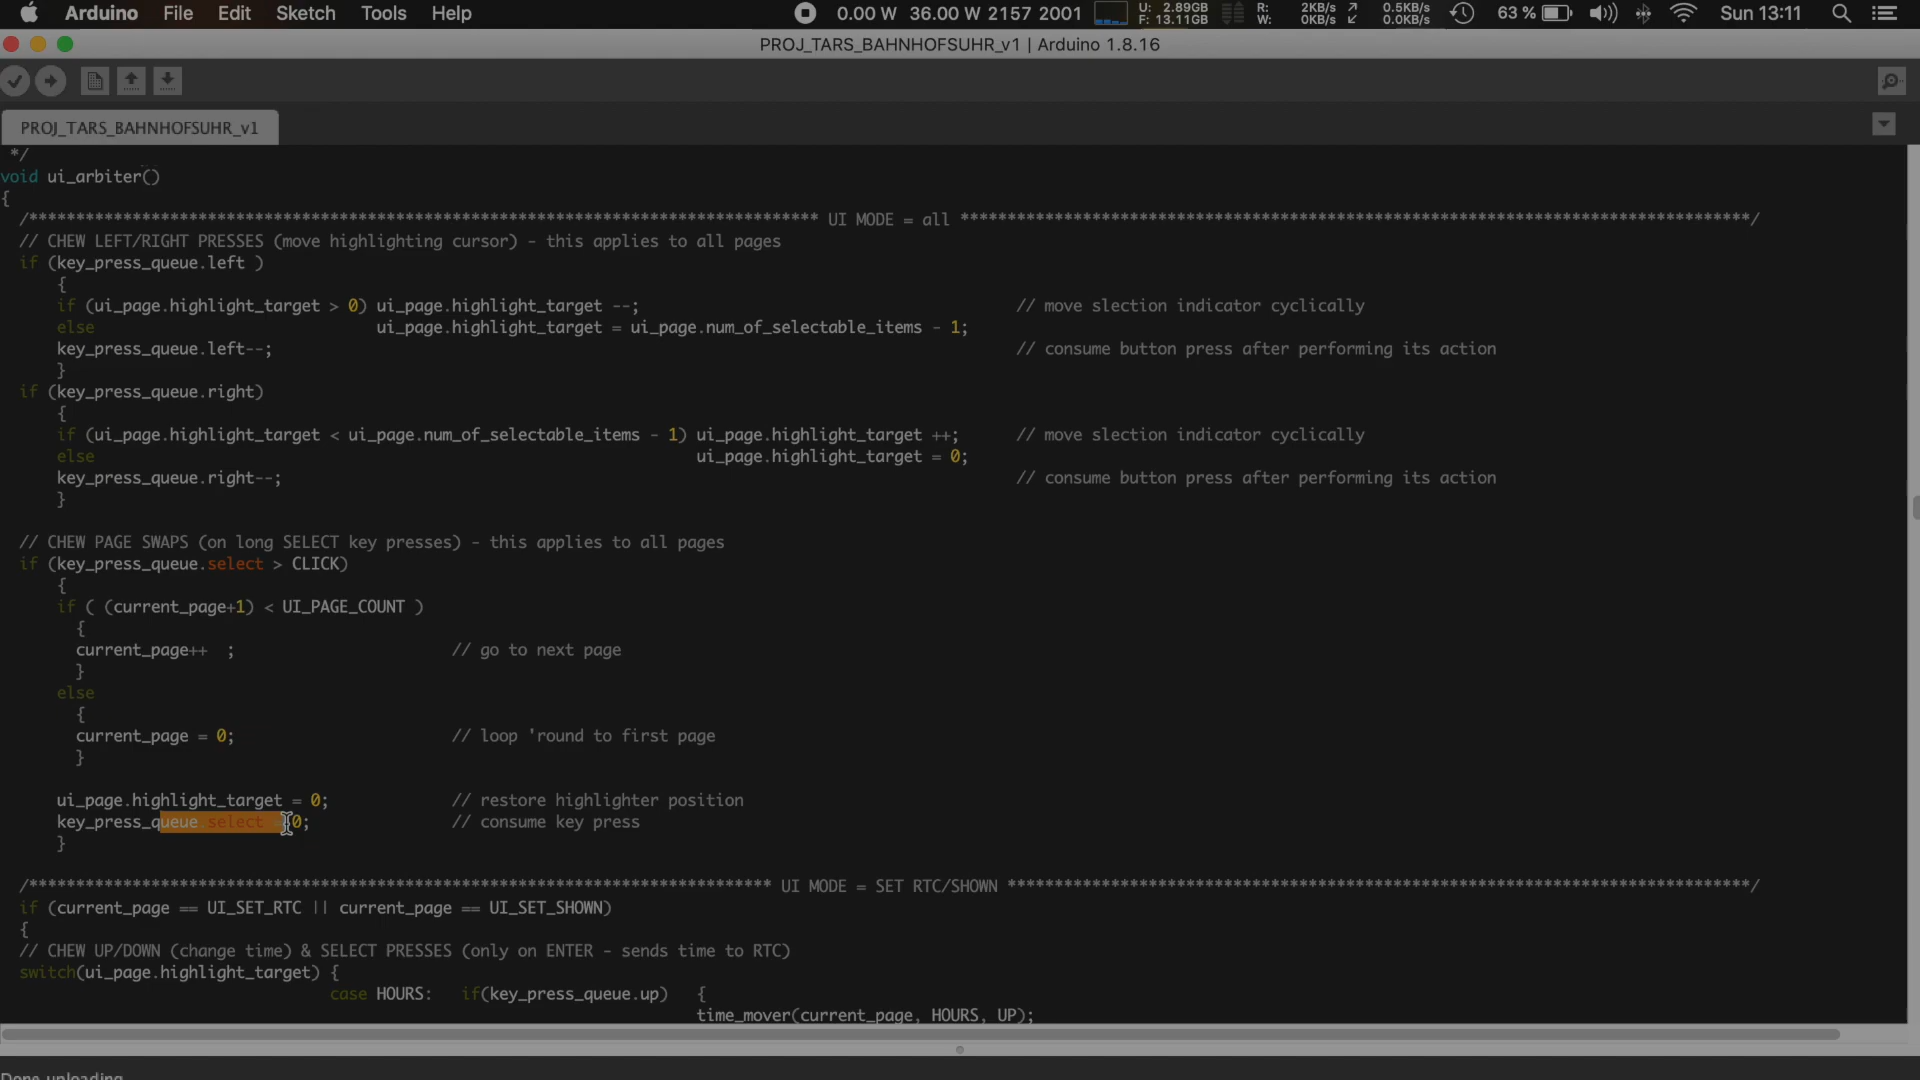 Arduino File Edit Sketch Tools Help 0.00 W 36.00 W 2157 2001 U: 2.89GB F: 13.11GB R: W: 2KB/s 0KB/s 0.5KB/s 0.0KB/s 63 % Sun 13:11
PROJ_TARS_BAHNHOFSUHR_v1 | Arduino 1.8.16
PROJ_TARS_BAHNHOFSUHR_v1
*/
void ui_arbiter()
{
/************************************************************************************ UI MODE = all ************************************************************************************/
// CHEW LEFT/RIGHT PRESSES (move highlighting cursor) - this applies to all pages
if (key_press_queue.left )
{
if (ui_page.highlight_target > 0) ui_page.highlight_target --; // move slection indicator cyclically
else ui_page.highlight_target = ui_page.num_of_selectable_items - 1;
key_press_queue.left--; // consume button press after performing its action
}
if (key_press_queue.right)
{
if (ui_page.highlight_target < ui_page.num_of_selectable_items - 1) ui_page.highlight_target ++; // move slection indicator cyclically
else ui_page.highlight_target = 0;
key_press_queue.right--; // consume button press after performing its action
}
// CHEW PAGE SWAPS (on long SELECT key presses) - this applies to all pages
if (key_press_queue.select > CLICK)
{
if ( (current_page+1) < UI_PAGE_COUNT )
{
current_page++ ; // go to next page
}
else
{
current_page = 0; // loop 'round to first page
}
ui_page.highlight_target = 0; // restore highlighter position
key_press_queue.select = 0; // consume key press
}
/******************************************************************************* UI MODE = SET RTC/SHOWN *******************************************************************************/
if (current_page == UI_SET_RTC || current_page == UI_SET_SHOWN)
{
// CHEW UP/DOWN (change time) & SELECT PRESSES (only on ENTER - sends time to RTC)
switch(ui_page.highlight_target) {
case HOURS: if(key_press_queue.up) {
time_mover(current_page, HOURS, UP);
Done uploading